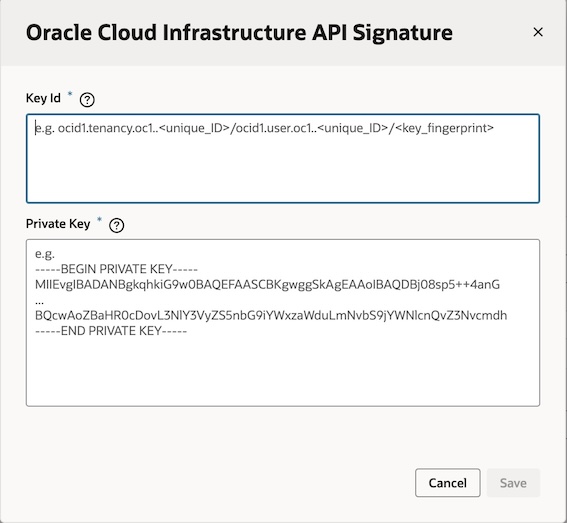 Oracle Cloud Infrastructure API Signature
Key Id *
e.g. ocid1.tenancy.oc1..<unique_ID>/ocid1.user.oc1..<unique_ID>/<key_fingerprint>
Private Key *
e.g.
-----BEGIN PRIVATE KEY-----
MIIEvgIBADANBgkqhkiG9w0BAQEFAASCBKgwggSkAgEAAoIBAQDBj08sp5++4anG
...
BQcwAoZBaHR0cDovL3NlY3VyZS5nbG9iYWxzaWduLmNvbS9jYWNlcnQvZ3Nvcmdh
-----END PRIVATE KEY-----
Cancel Save